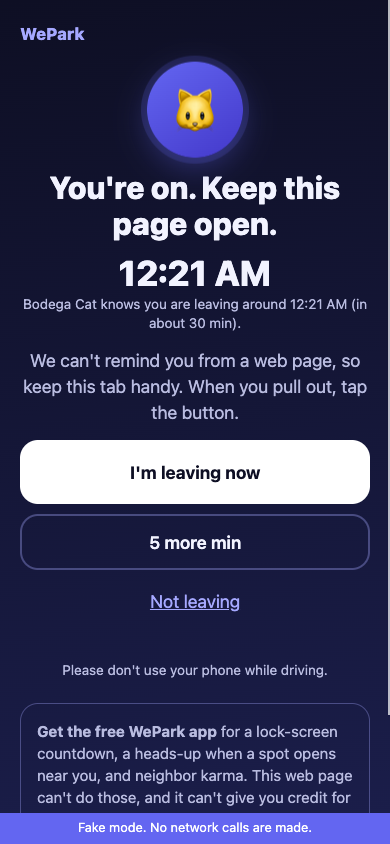 WePark
You're on. Keep this
page open.
12:21 AM
Bodega Cat knows you are leaving around 12:21 AM (in
about 30 min).
We can't remind you from a web page, so
keep this tab handy. When you pull out, tap
the button.
I'm leaving now
5 more min
Not leaving
Please don't use your phone while driving.
Get the free WePark app for a lock-screen
countdown, a heads-up when a spot opens
near you, and neighbor karma. This web page
can't do those, and it can't give you credit for
Fake mode. No network calls are made.